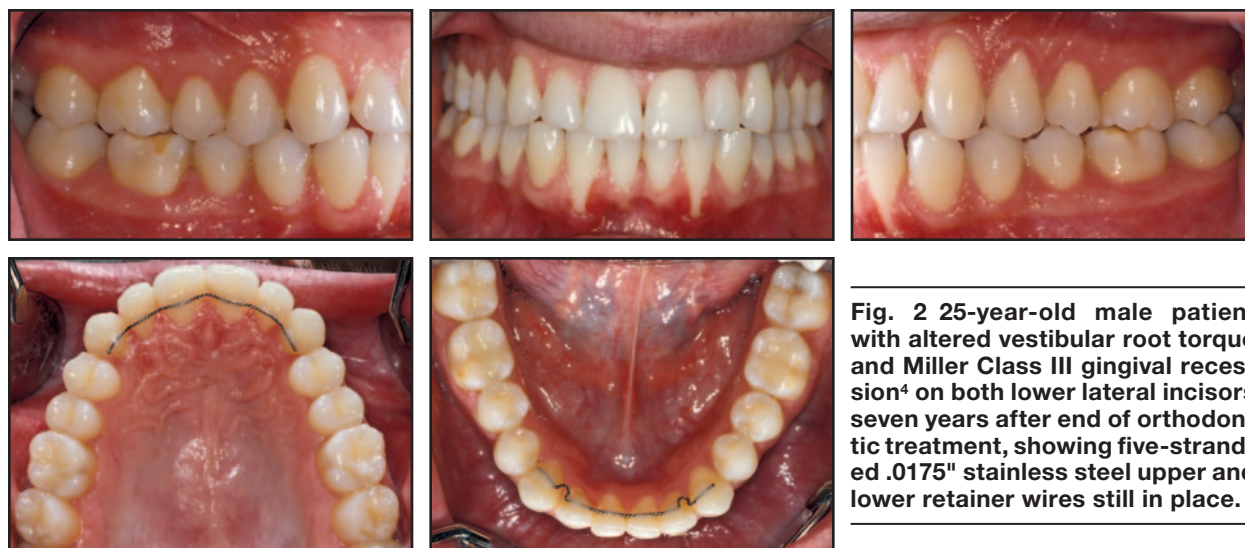 Fig. 2 25-year-old male patien
with altered vestibular root torque
and Miller Class III gingival reces-
sion⁴ on both lower lateral incisors
seven years after end of orthodon-
tic treatment, showing five-strand-
ed .0175" stainless steel upper and
lower retainer wires still in place.